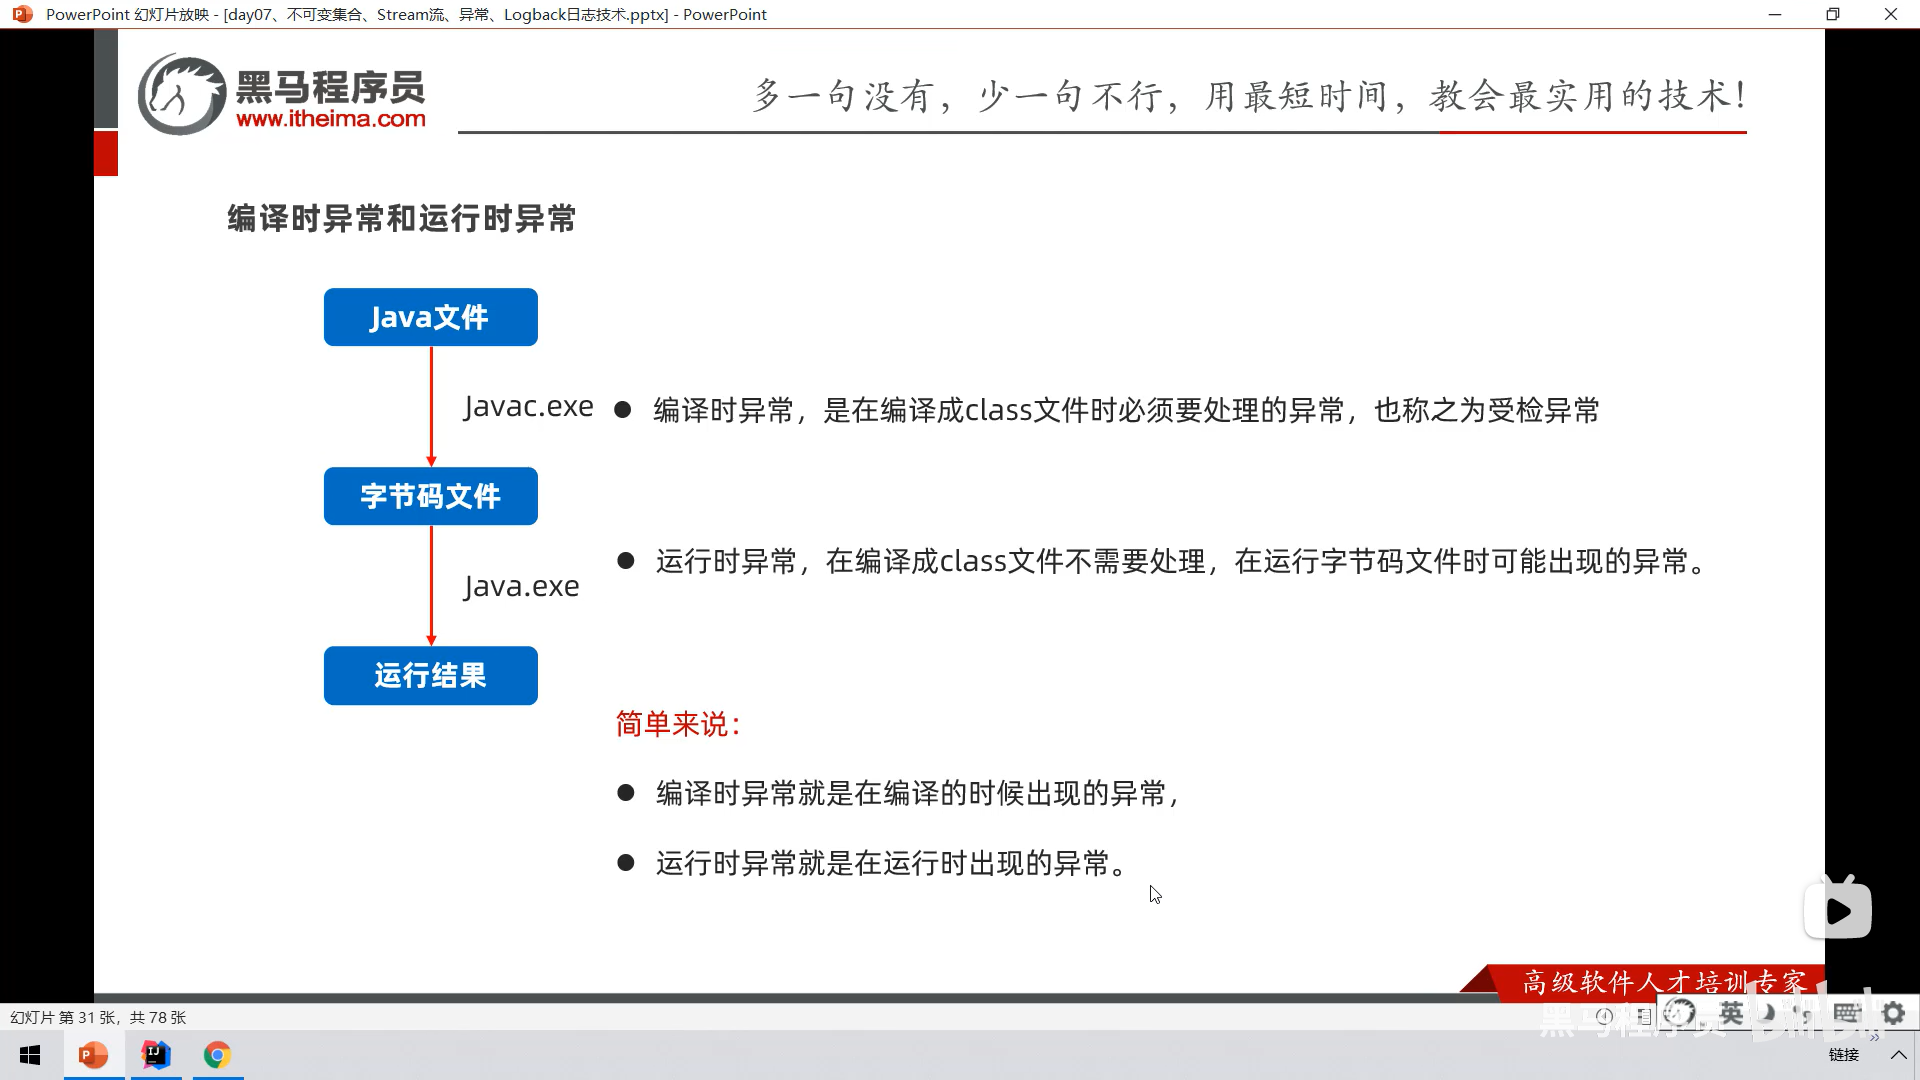 PowerPoint 幻灯片放映 - [day07、不可变集合、Stream流、异常、Logback日志技术.pptx] - PowerPoint
黑马程序员
www.itheima.com
多一句没有，少一句不行，用最短时间，教会最实用的技术！
编译时异常和运行时异常
Java文件
Javac.exe
编译时异常，是在编译成class文件时必须要处理的异常，也称之为受检异常
字节码文件
Java.exe
运行时异常，在编译成class文件不需要处理，在运行字节码文件时可能出现的异常。
运行结果
简单来说：
编译时异常就是在编译的时候出现的异常，
运行时异常就是在运行时出现的异常。
高级软件人才培训专家
黑马程序员
bilibili
英
幻灯片 第 31 张，共 78 张
链接